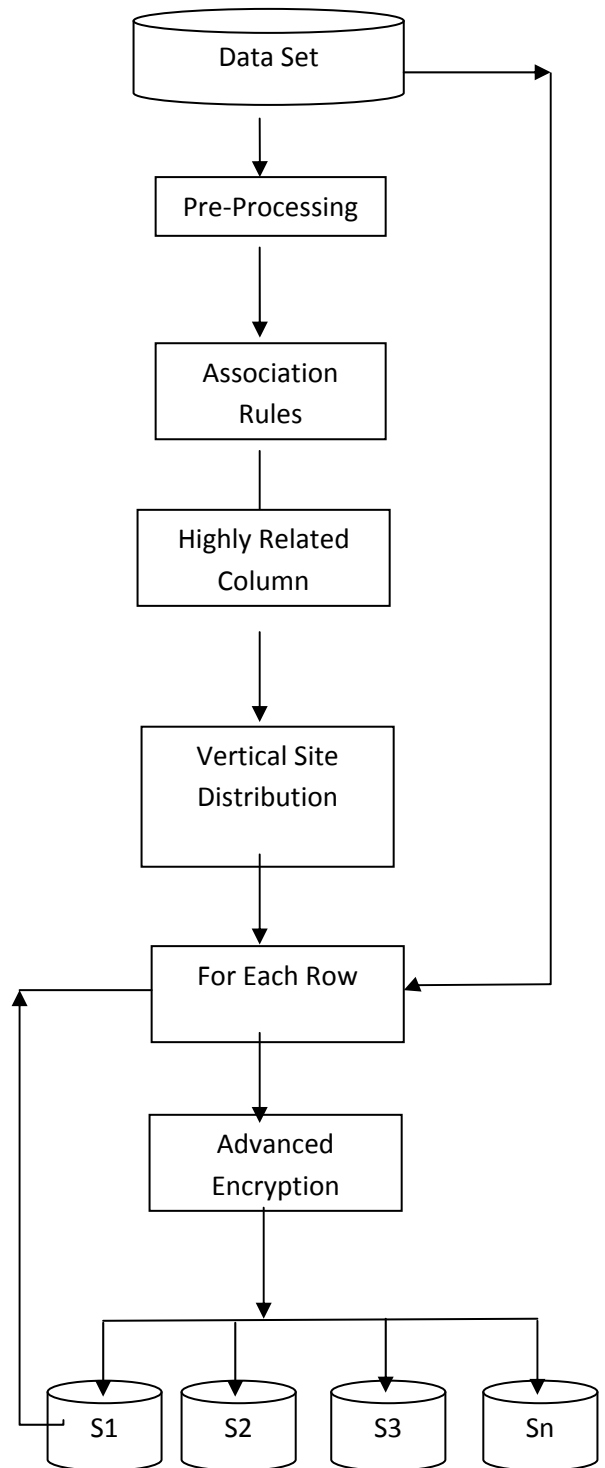 Data Set
Pre-Processing
Association
Rules
Highly Related
Column
Vertical Site
Distribution
For Each Row
Advanced
Encryption
S1 S2 S3 Sn